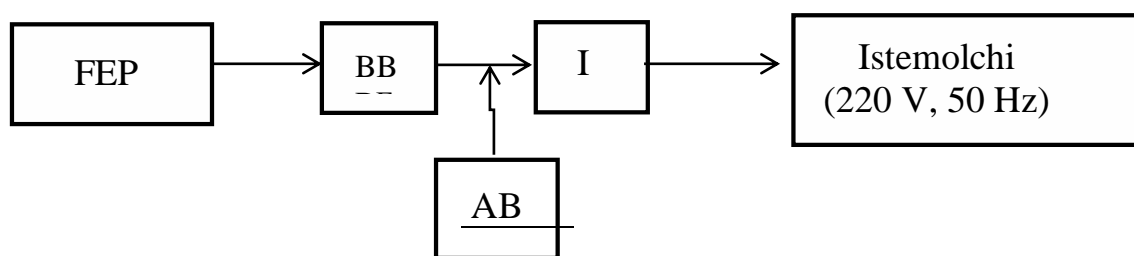 FEP
BB
I
Istemolchi
(220 V, 50 Hz)
AB